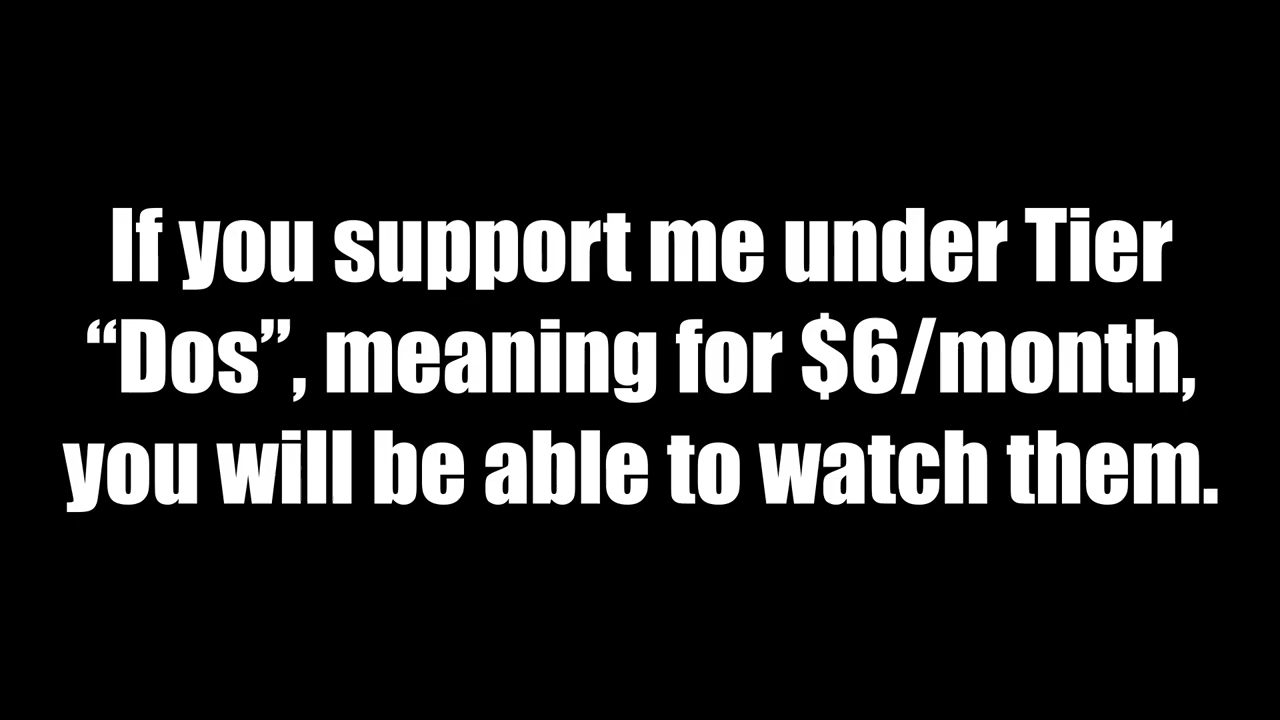 If you support me under Tier
“Dos”, meaning for $6/month,
you will be able to watch them.